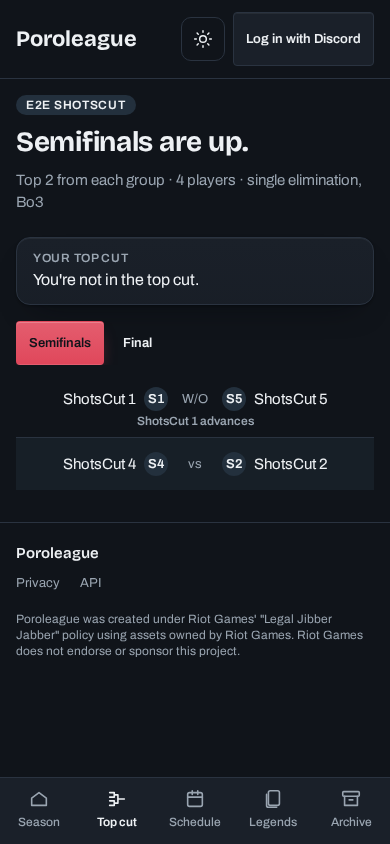 Poroleague
Log in with Discord
E2E SHOTSCUT
Semifinals are up.
Top 2 from each group · 4 players · single elimination,
Bo3
YOUR TOP CUT
You're not in the top cut.
Semifinals Final
ShotsCut 1 S1 W/O S5 ShotsCut 5
ShotsCut 1 advances
ShotsCut 4 S4 vs S2 ShotsCut 2
Poroleague
Privacy API
Poroleague was created under Riot Games' "Legal Jibber
Jabber" policy using assets owned by Riot Games. Riot Games
does not endorse or sponsor this project.
Season Top cut Schedule Legends Archive